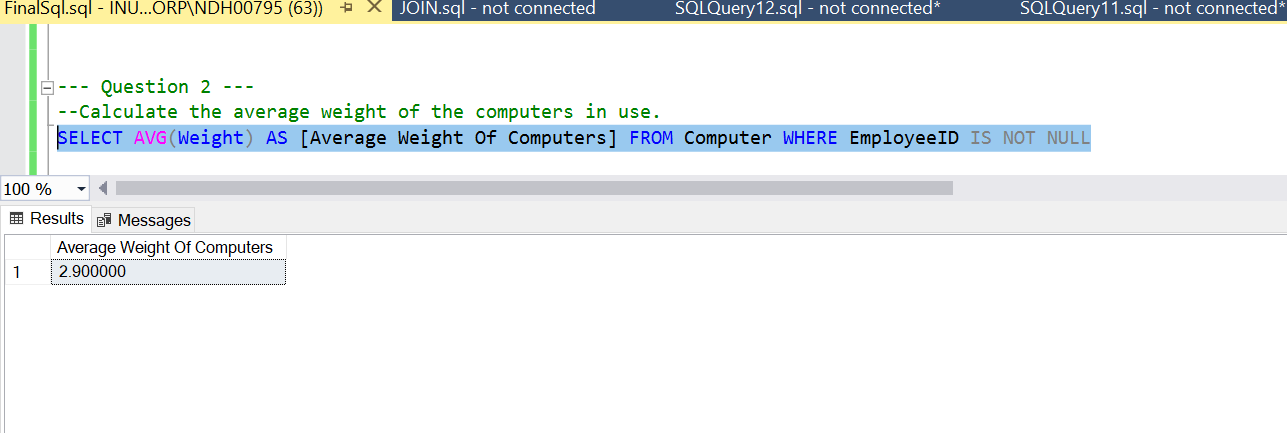 FinalSql.sql - INU...ORP\NDH00795 (63)) JOIN.sql - not connected SQLQuery12.sql - not connected* SQLQuery11.sql - not connected*
--- Question 2 ---
--Calculate the average weight of the computers in use.
SELECT AVG(Weight) AS [Average Weight Of Computers] FROM Computer WHERE EmployeeID IS NOT NULL
100 %
Results Messages
Average Weight Of Computers
1 2.900000